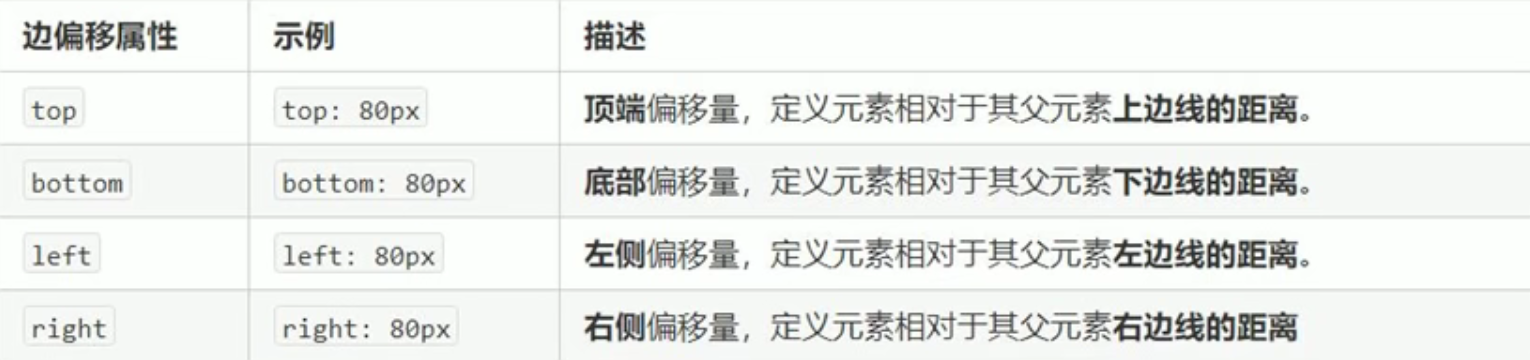 边偏移属性 示例 描述
top top: 80px 顶端偏移量，定义元素相对于其父元素上边线的距离。
bottom bottom: 80px 底部偏移量，定义元素相对于其父元素下边线的距离。
left left: 80px 左侧偏移量，定义元素相对于其父元素左边线的距离。
right right: 80px 右侧偏移量，定义元素相对于其父元素右边线的距离